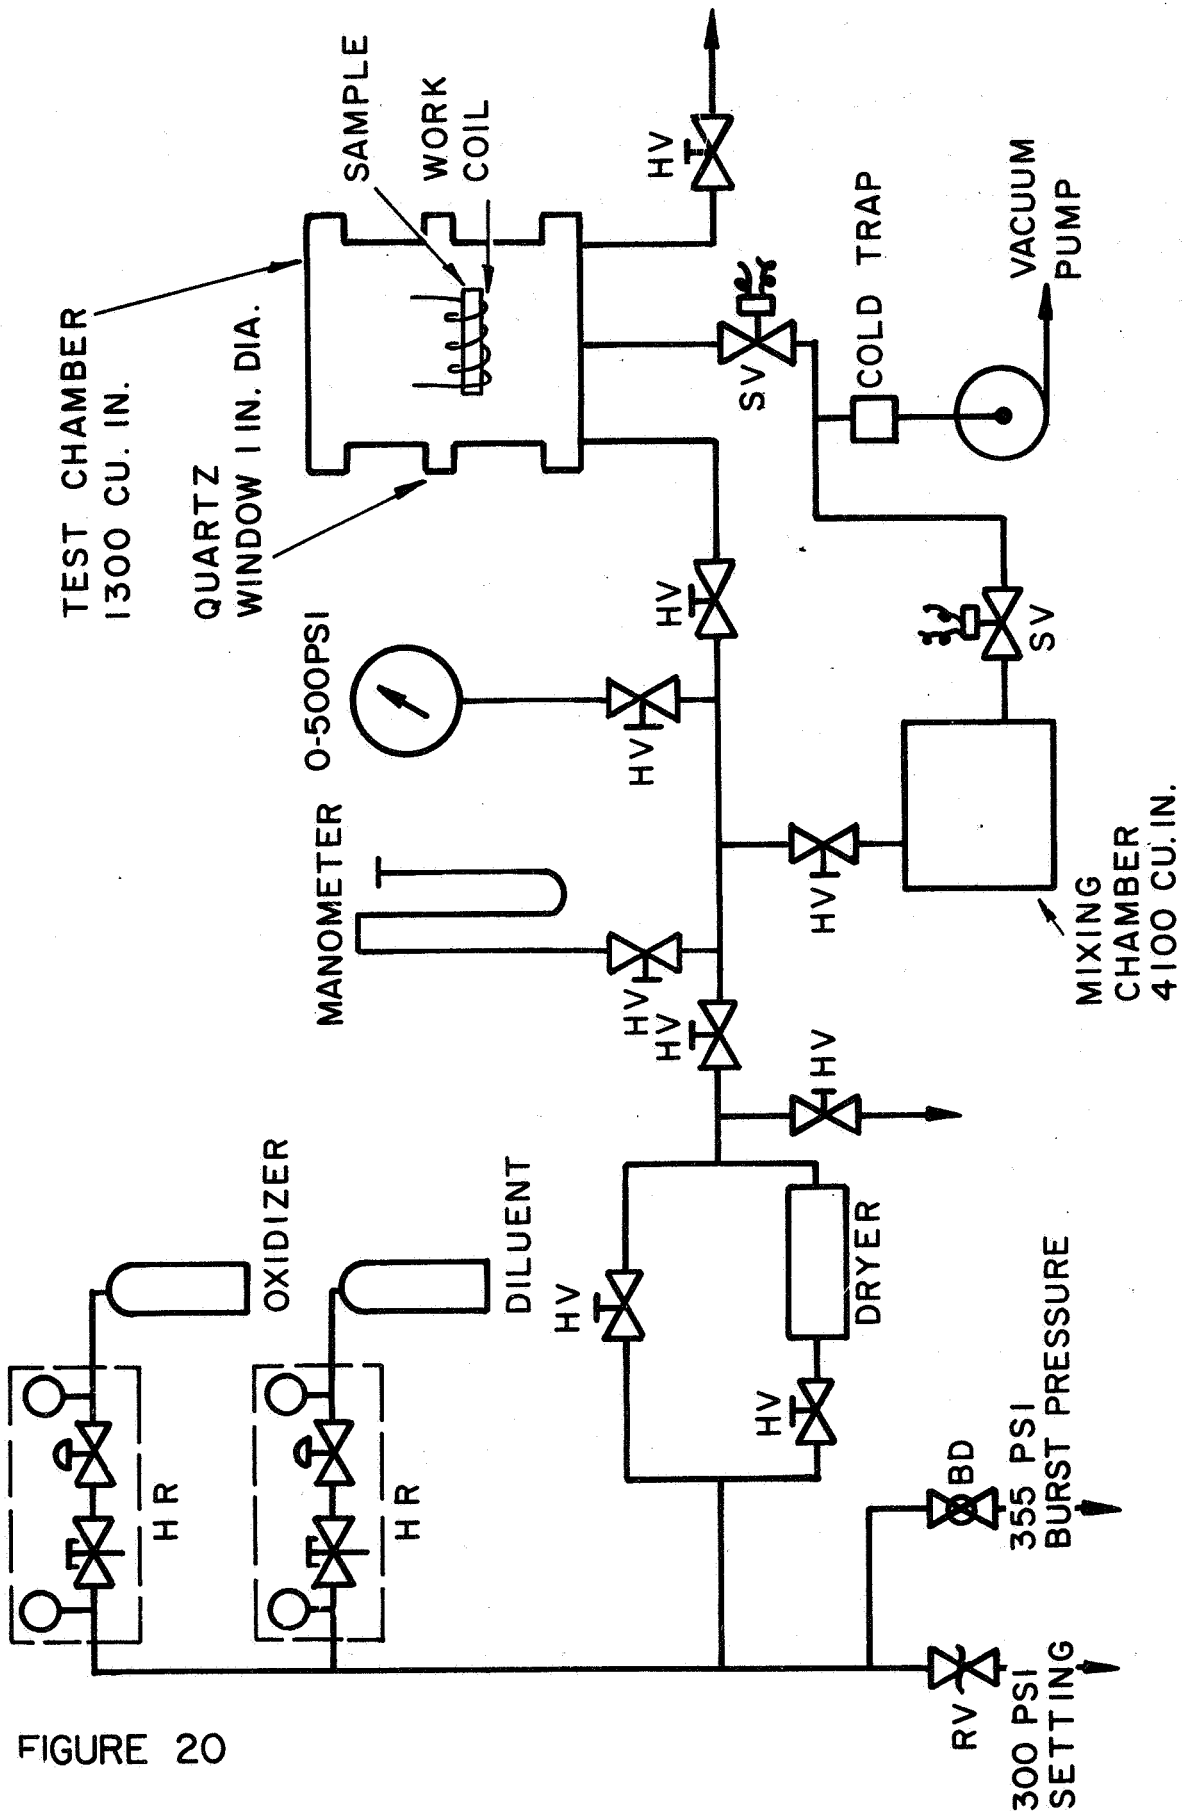 TEST CHAMBER
1300 CU. IN.
QUARTZ
WINDOW 1 IN. DIA.
SAMPLE
WORK
COIL
MANOMETER
0-500PSI
HV
HV
HV
HV
HV
HV
SV
COLD TRAP
VACUUM
PUMP
SV
HV
MIXING
CHAMBER
4100 CU. IN.
OXIDIZER
DILUENT
HR
HR
HV
DRYER
HV
BD
355 PSI
BURST PRESSURE
RV
300 PSI
SETTING
FIGURE 20